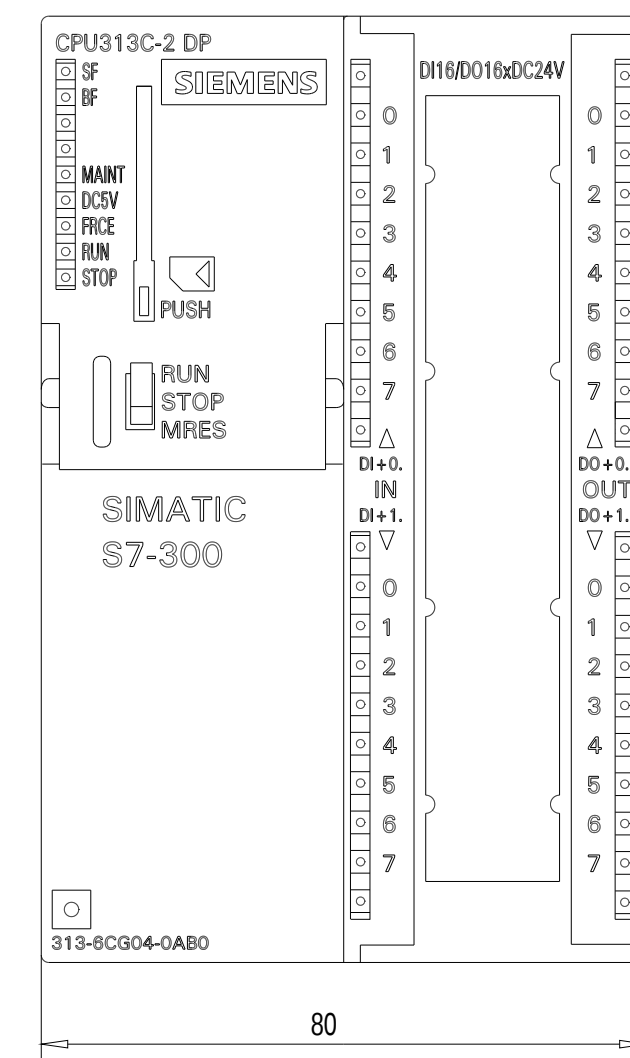 CPU313C-2 DP
SF
BF
MAINT
DC5V
FRCE
RUN
STOP
SIEMENS
PUSH
RUN
STOP
MRES
SIMATIC
S7-300
313-6CG04-0AB0
DI16/DO16xDC24V
0
1
2
3
4
5
6
7
DI+0.
IN
DI+1.
0
1
2
3
4
5
6
7
0
1
2
3
4
5
6
7
DO+0.
OUT
DO+1.
0
1
2
3
4
5
6
7
80